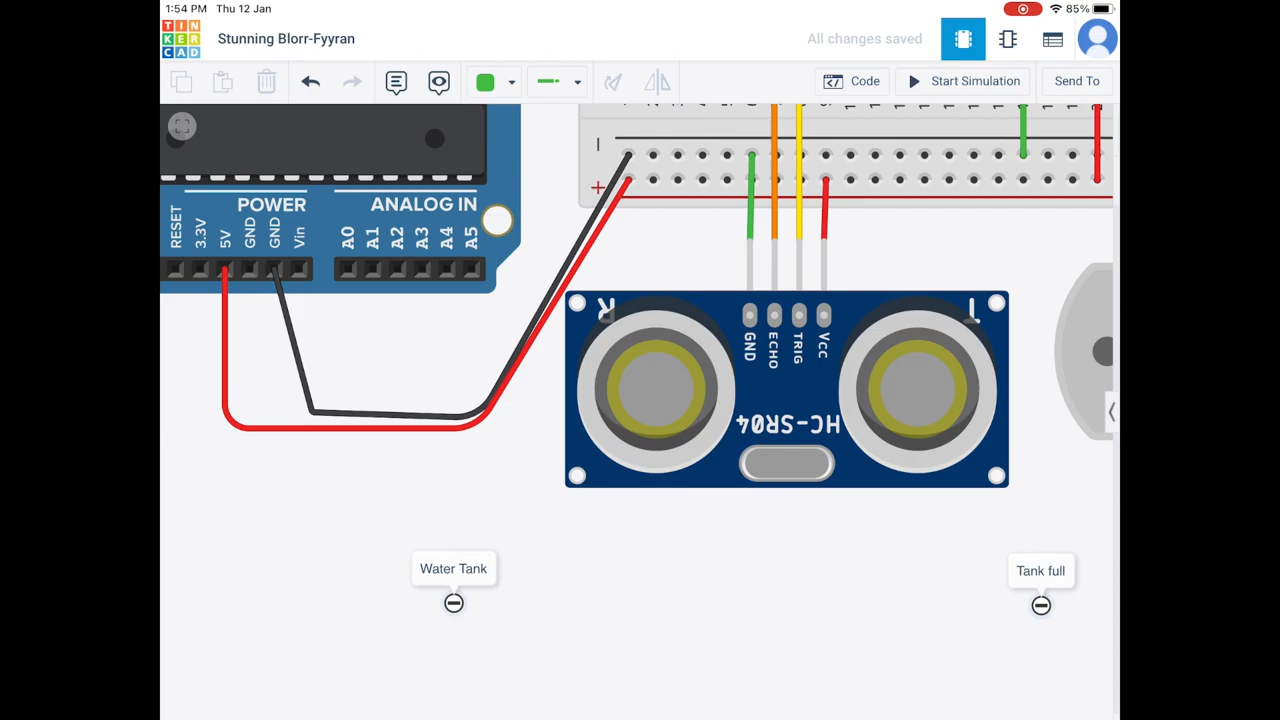 1:54 PM Thu 12 Jan
85%
TIN
KER
CAD
Stunning Blorr-Fyyran
All changes saved
Code
Start Simulation
Send To
POWER
ANALOG IN
RESET
3.3V
5V
GND
GND
Vin
A0
A1
A2
A3
A4
A5
R
T
GND
ECHO
TRIG
VCC
HC-SR04
Water Tank
Tank full